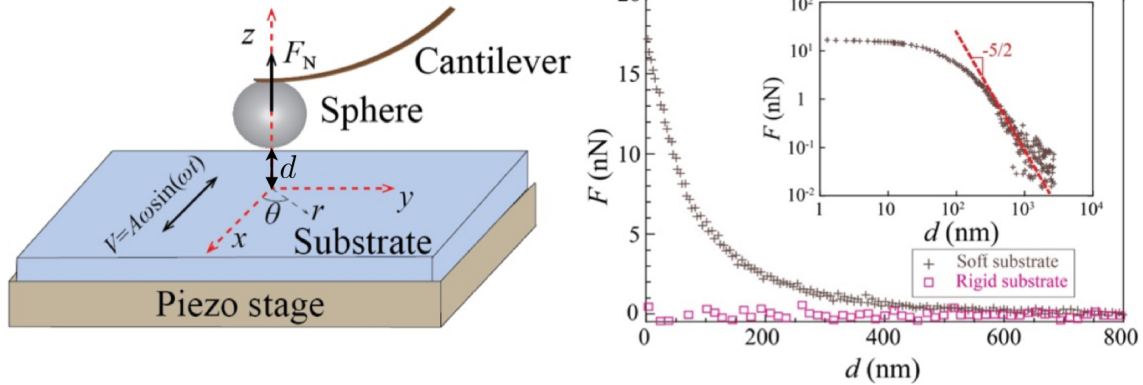 z
F_N
Cantilever
Sphere
d
V=Aωsin(ωt)
θ
r
y
x
Substrate
Piezo stage
20
15
10
5
0
F (nN)
0
200
400
600
800
d (nm)
10²
10¹
1
10⁻¹
10⁻²
F (nN)
-5/2
1
10
10²
10³
10⁴
d (nm)
Soft substrate
Rigid substrate